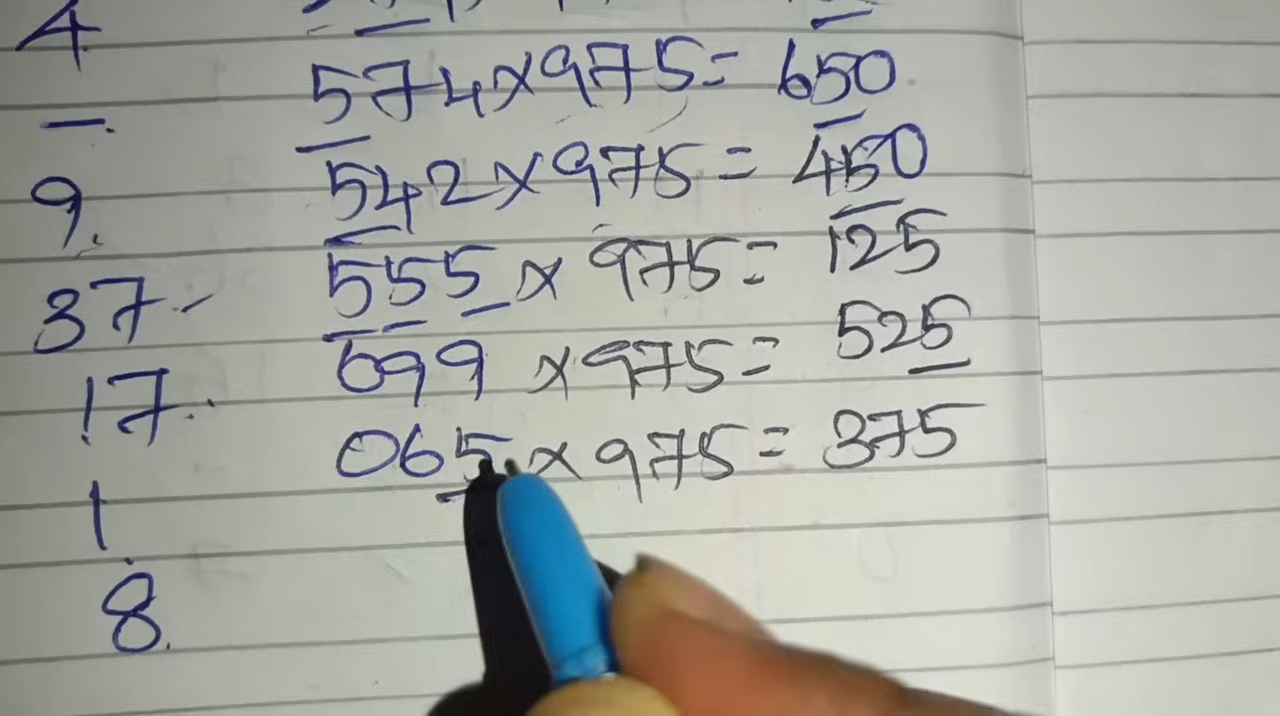 4
574×975= 650
9. 542×975= 450
37- 555× 975= 125
17. 699 ×975= 525
065×975= 375
1
8.